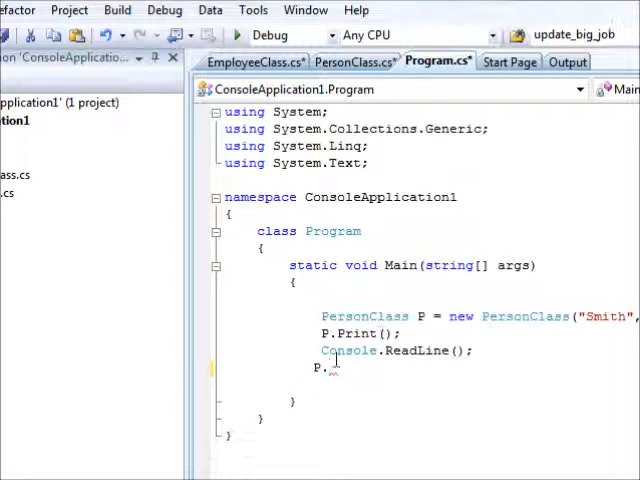 efactor Project Build Debug Data Tools Window Help
Debug Any CPU update_big_job
on 'ConsoleApplication...
EmployeeClass.cs* PersonClass.cs* Program.cs* Start Page Output
ConsoleApplication1.Program Main
pplication1' (1 project)
ation1
ass.cs
.cs
using System;
using System.Collections.Generic;
using System.Linq;
using System.Text;
namespace ConsoleApplication1
{
class Program
{
static void Main(string[] args)
{
PersonClass P = new PersonClass("Smith",
P.Print();
Console.ReadLine();
P.
}
}
}